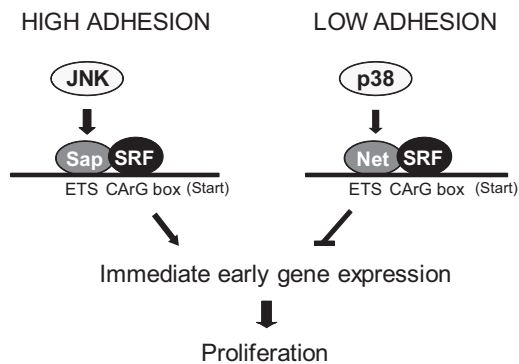 HIGH ADHESION LOW ADHESION
JNK p38
Sap SRF Net SRF
ETS CArG box (Start) ETS CArG box (Start)
Immediate early gene expression
Proliferation